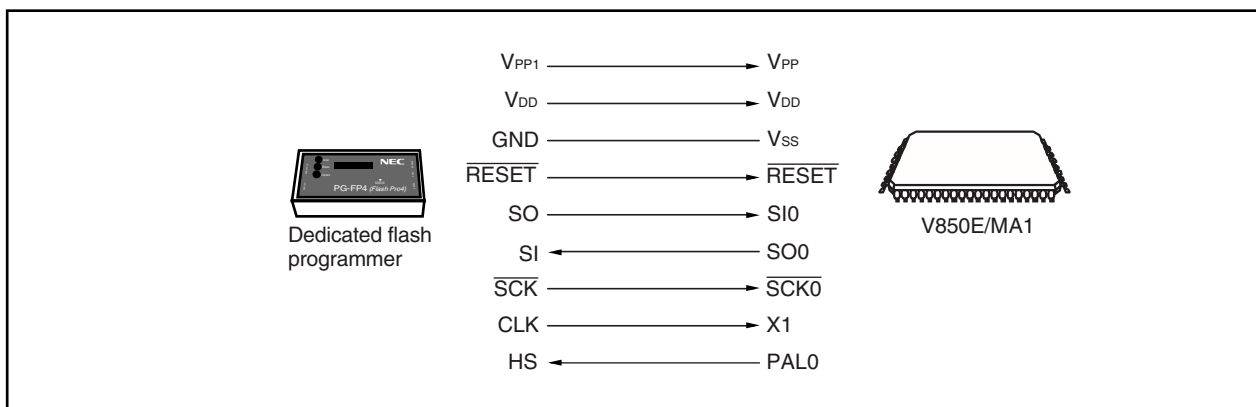 VPP1 VPP
VDD VDD
GND VSS
RESET RESET
SO SI0
SI SO0
SCK SCK0
CLK X1
HS PAL0
NEC
PG-FP4 (Flash Pro4)
Dedicated flash
programmer
V850E/MA1